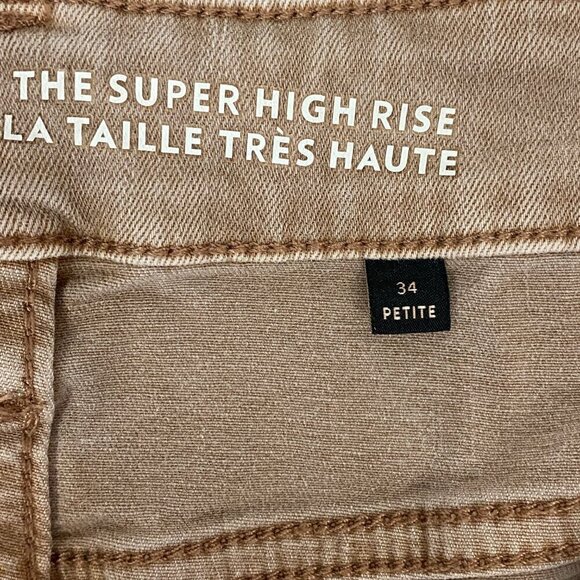 THE SUPER HIGH RISE
LA TAILLE TRÈS HAUTE
34
PETITE